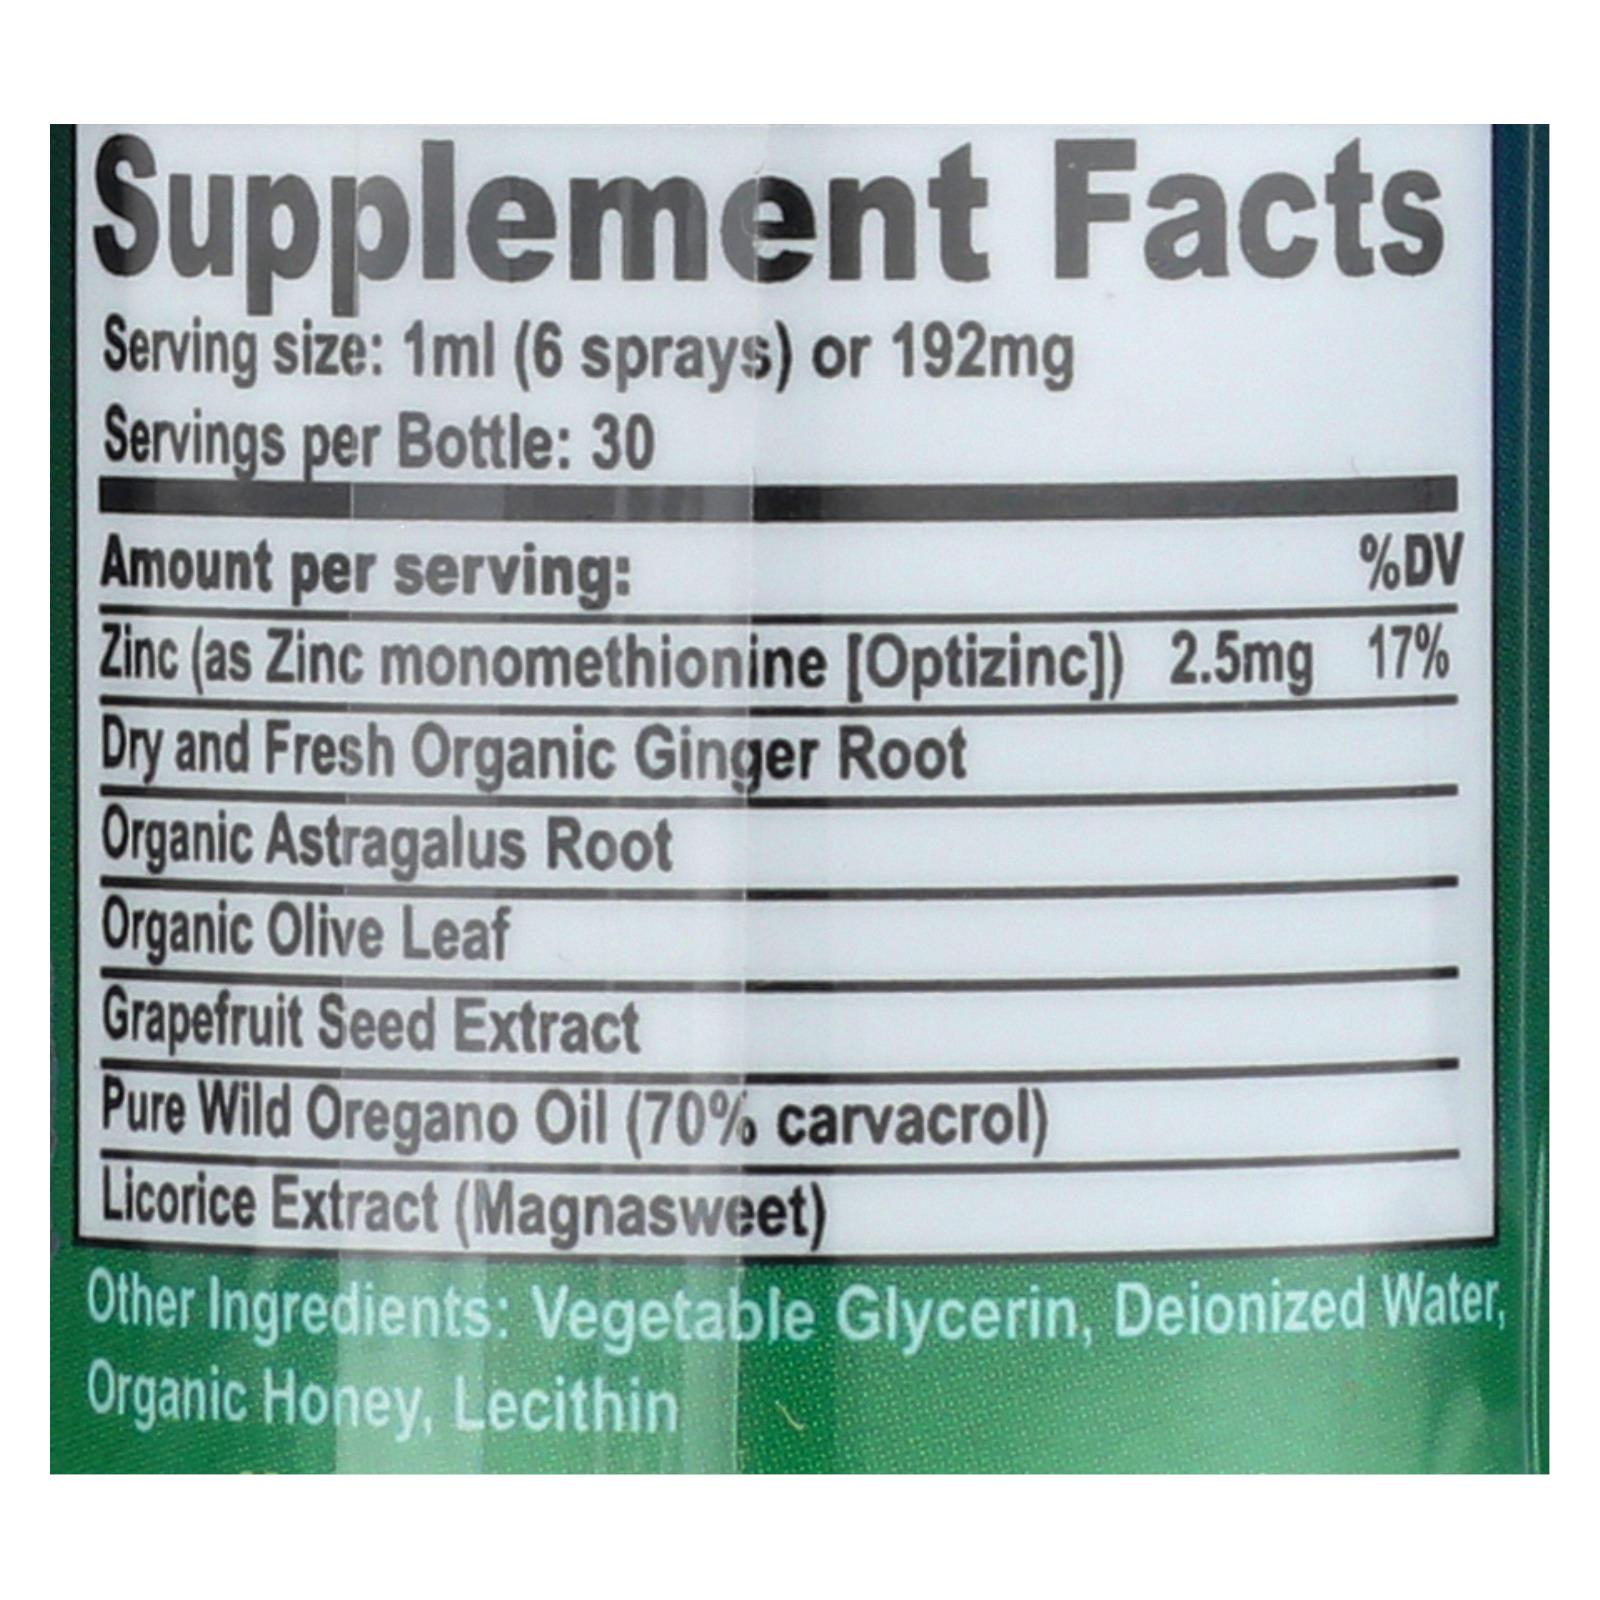 Supplement Facts
Serving size: 1ml (6 sprays) or 192mg
Servings per Bottle: 30
Amount per serving: %DV
Zinc (as Zinc monomethionine [Optizinc]) 2.5mg 17%
Dry and Fresh Organic Ginger Root
Organic Astragalus Root
Organic Olive Leaf
Grapefruit Seed Extract
Pure Wild Oregano Oil (70% carvacrol)
Licorice Extract (Magnasweet)
Other Ingredients: Vegetable Glycerin, Deionized Water,
Organic Honey, Lecithin